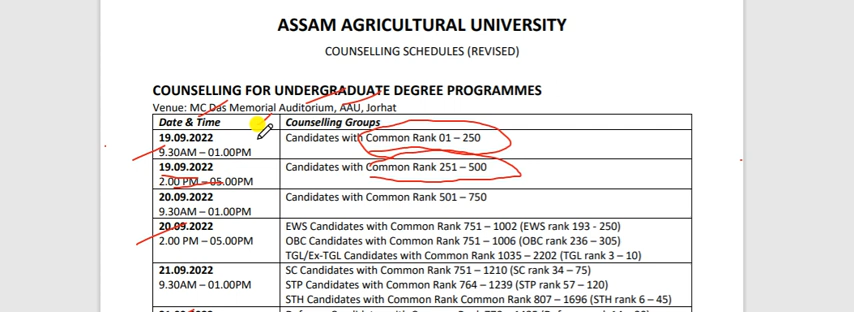 ASSAM AGRICULTURAL UNIVERSITY
COUNSELLING SCHEDULES (REVISED)
COUNSELLING FOR UNDERGRADUATE DEGREE PROGRAMMES
Venue: MC Das Memorial Auditorium, AAU, Jorhat
Date & Time Counselling Groups
19.09.2022 Candidates with Common Rank 01 – 250
9.30AM – 01.00PM
19.09.2022 Candidates with Common Rank 251 – 500
2.00 PM – 05.00PM
20.09.2022 Candidates with Common Rank 501 – 750
9.30AM – 01.00PM
20.09.2022 EWS Candidates with Common Rank 751 – 1002 (EWS rank 193 - 250)
2.00 PM – 05.00PM OBC Candidates with Common Rank 751 – 1006 (OBC rank 236 – 305)
TGL/Ex-TGL Candidates with Common Rank 1035 – 2202 (TGL rank 3 – 10)
21.09.2022 SC Candidates with Common Rank 751 – 1210 (SC rank 34 – 75)
9.30AM – 01.00PM STP Candidates with Common Rank 764 – 1239 (STP rank 57 – 120)
STH Candidates with Common Rank Common Rank 807 – 1696 (STH rank 6 – 45)